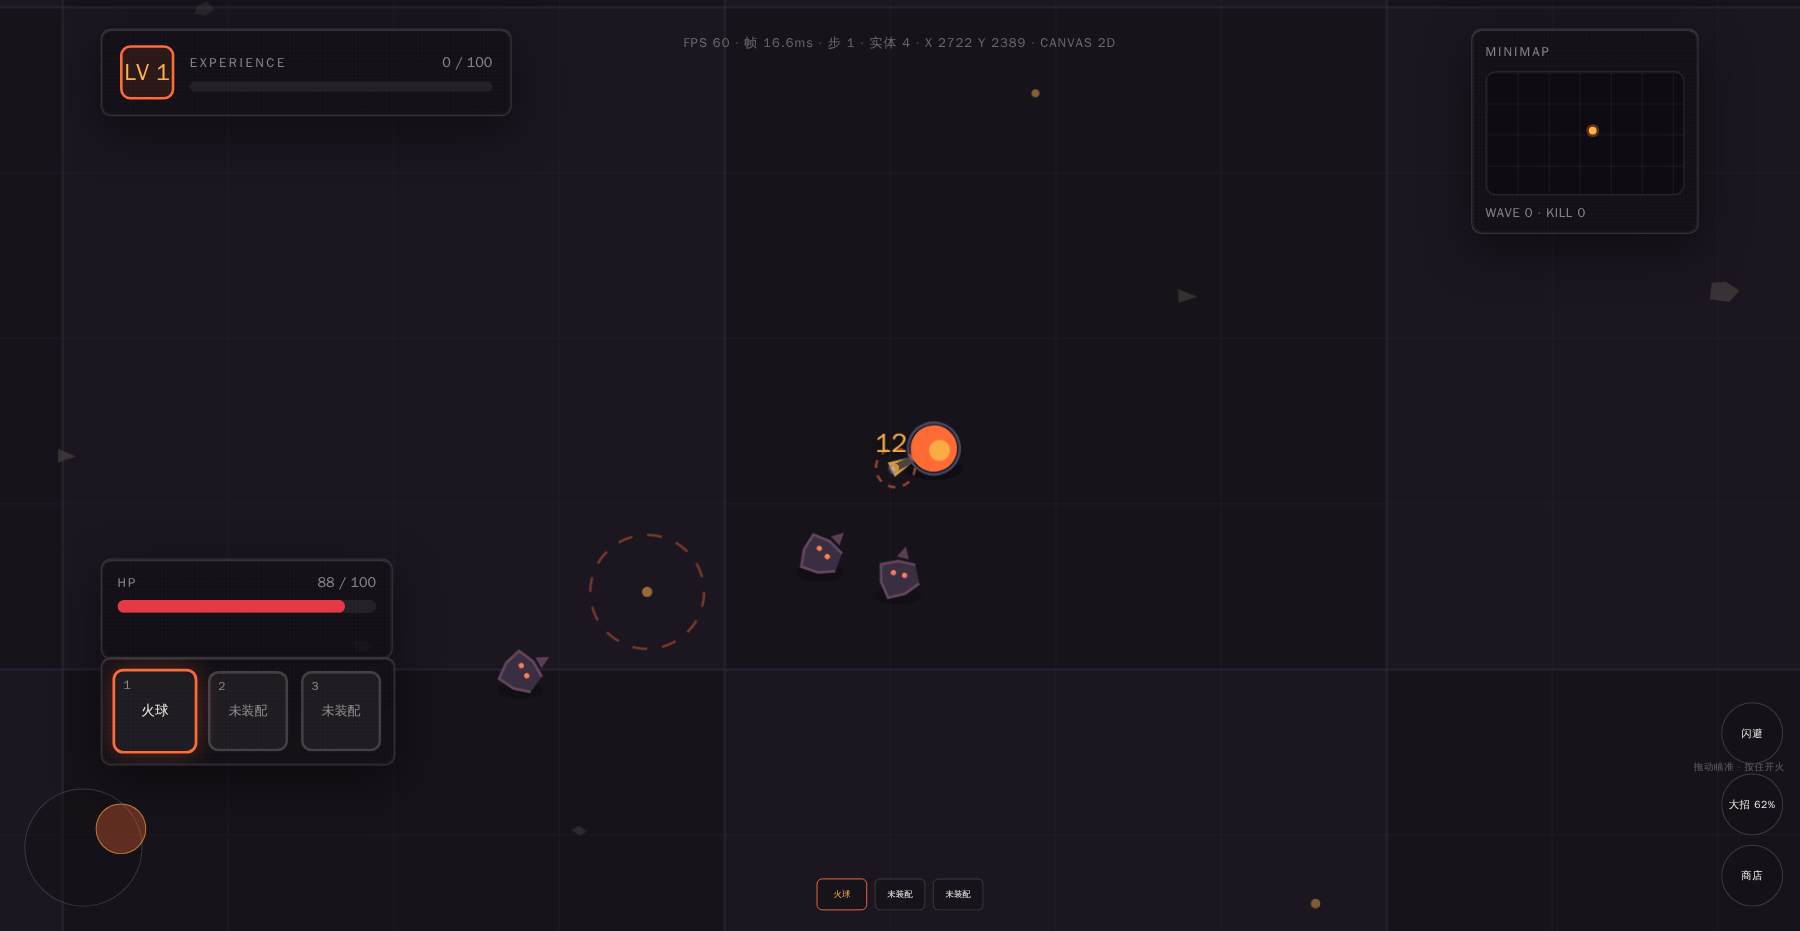 FPS 60 · 帧 16.6ms · 步 1 · 实体 4 · X 2722 Y 2389 · CANVAS 2D
LV 1
EXPERIENCE 0 / 100
MINIMAP
WAVE 0 · KILL 0
12
HP 88 / 100
1
火球
2
未装配
3
未装配
闪避
拖动瞄准 · 按住开火
大招 62%
商店
火球
未装配
未装配